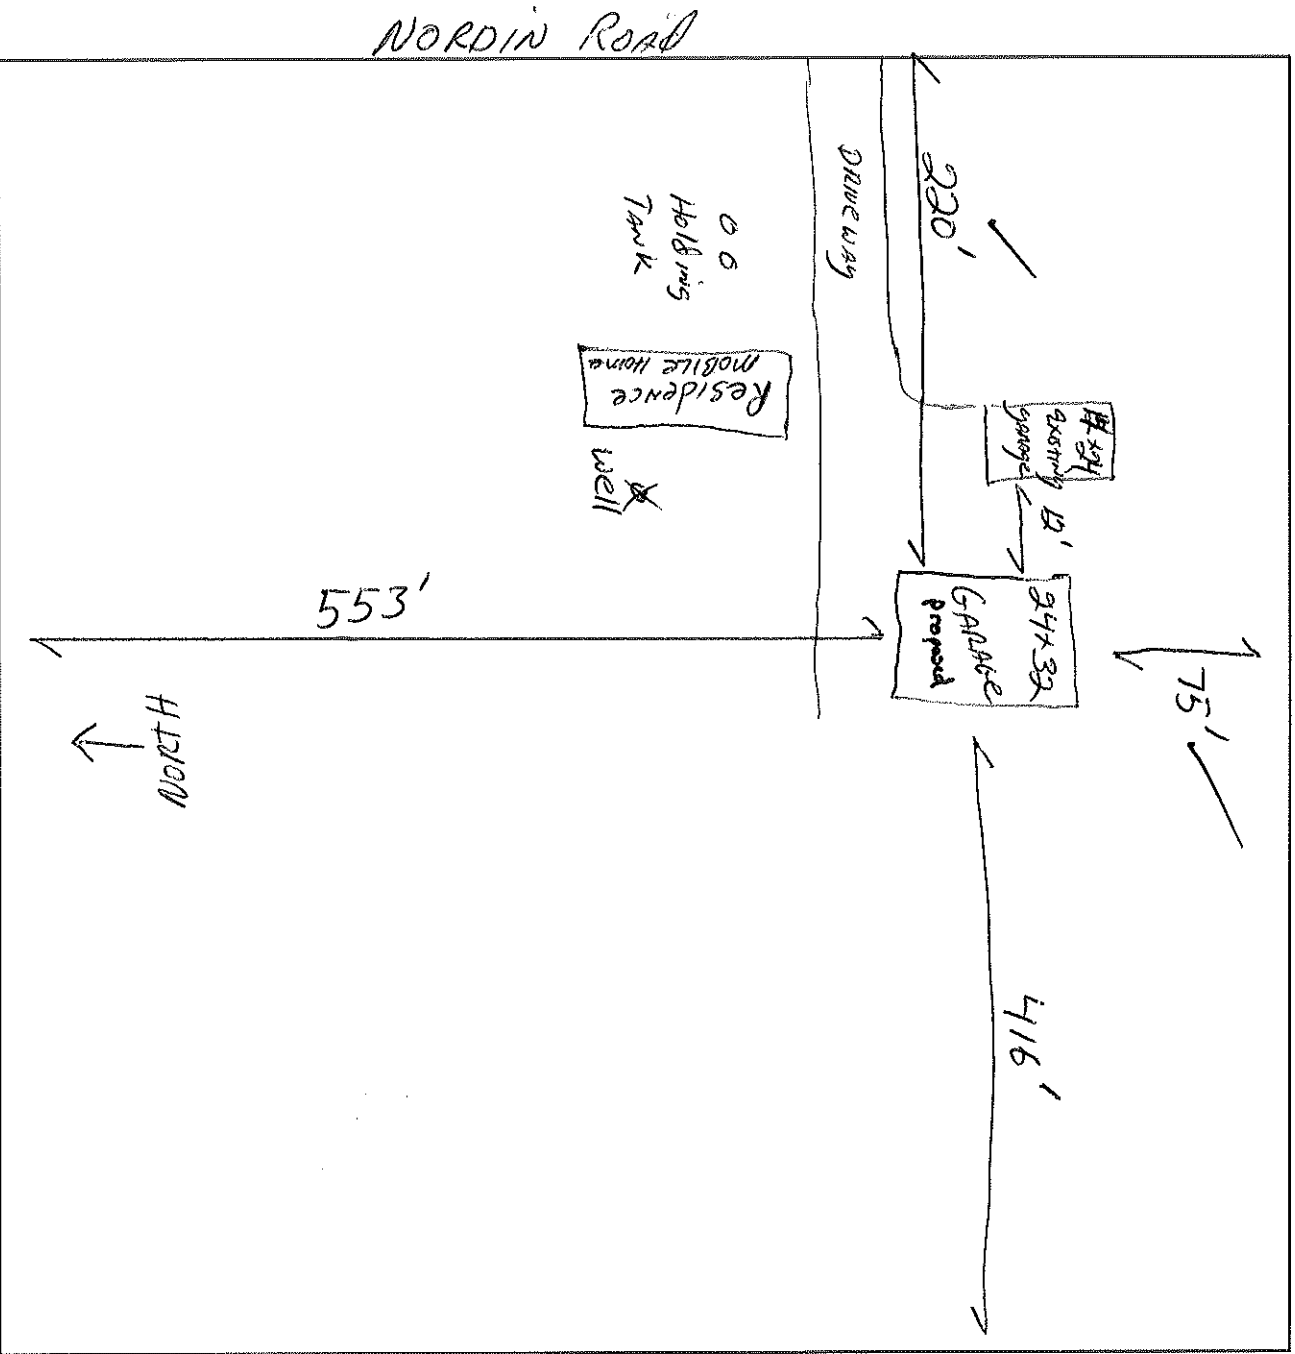 NORDIN ROAD
DRIVEWAY
220'
0 0
Holding
TANK
Residence
MOBILE Home
well
24
existing
garage
12'
24x32
GARAGE
proposed
75'
553'
NORTH
416'